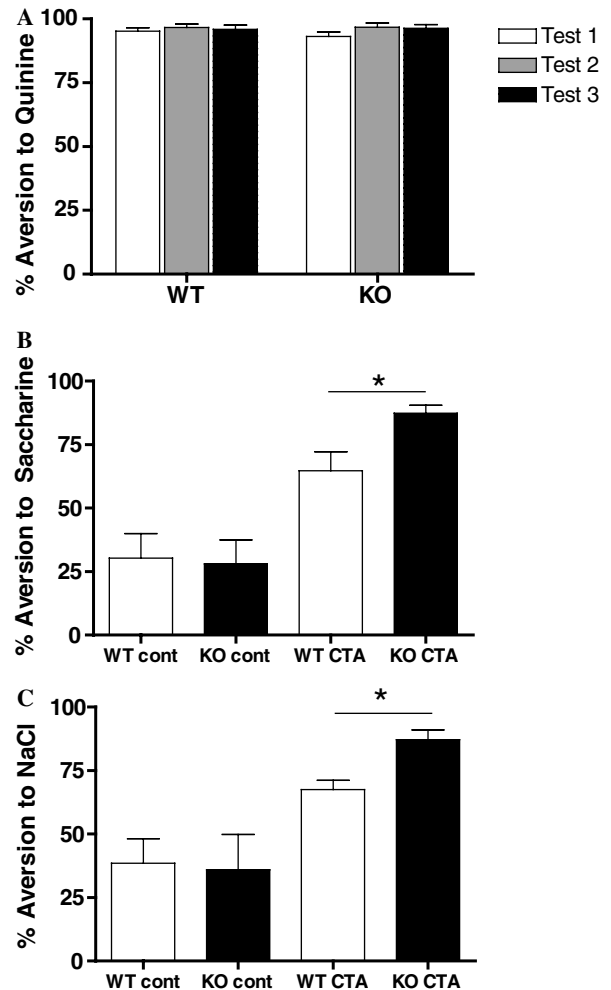 A
% Aversion to Quinine
100
75
50
25
0
WT
KO
Test 1
Test 2
Test 3
B
% Aversion to Saccharine
100
75
50
25
0
*
WT cont
KO cont
WT CTA
KO CTA
C
% Aversion to NaCl
100
75
50
25
0
*
WT cont
KO cont
WT CTA
KO CTA